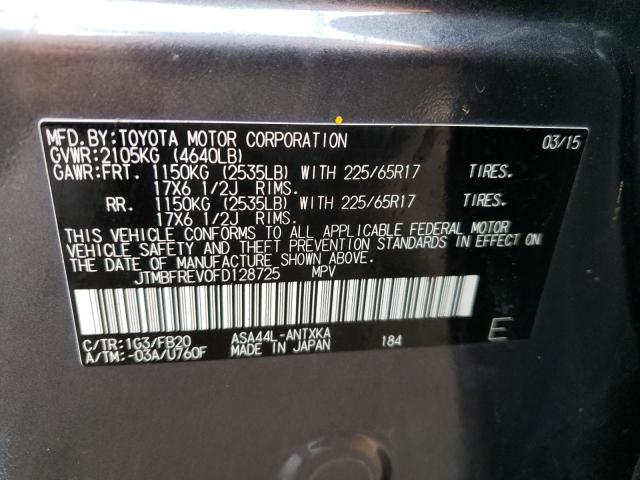 MFD.BY:TOYOTA MOTOR CORPORATION 03/15
GVWR:2105KG (4640LB)
GAWR:FRT. 1150KG (2535LB) WITH 225/65R17 TIRES.
17X6 1/2J RIMS.
RR. 1150KG (2535LB) WITH 225/65R17 TIRES.
17X6 1/2J RIMS.
THIS VEHICLE CONFORMS TO ALL APPLICABLE FEDERAL MOTOR
VEHICLE SAFETY AND THEFT PREVENTION STANDARDS IN EFFECT ON
THE DATE OF MANUFACTURE SHOWN ABOVE.
JTMBFREV0FD128725 MPV
C/TR:1G3/FB20 ASA44L-ANTXKA 184 E
A/TM:-03A/U760F MADE IN JAPAN